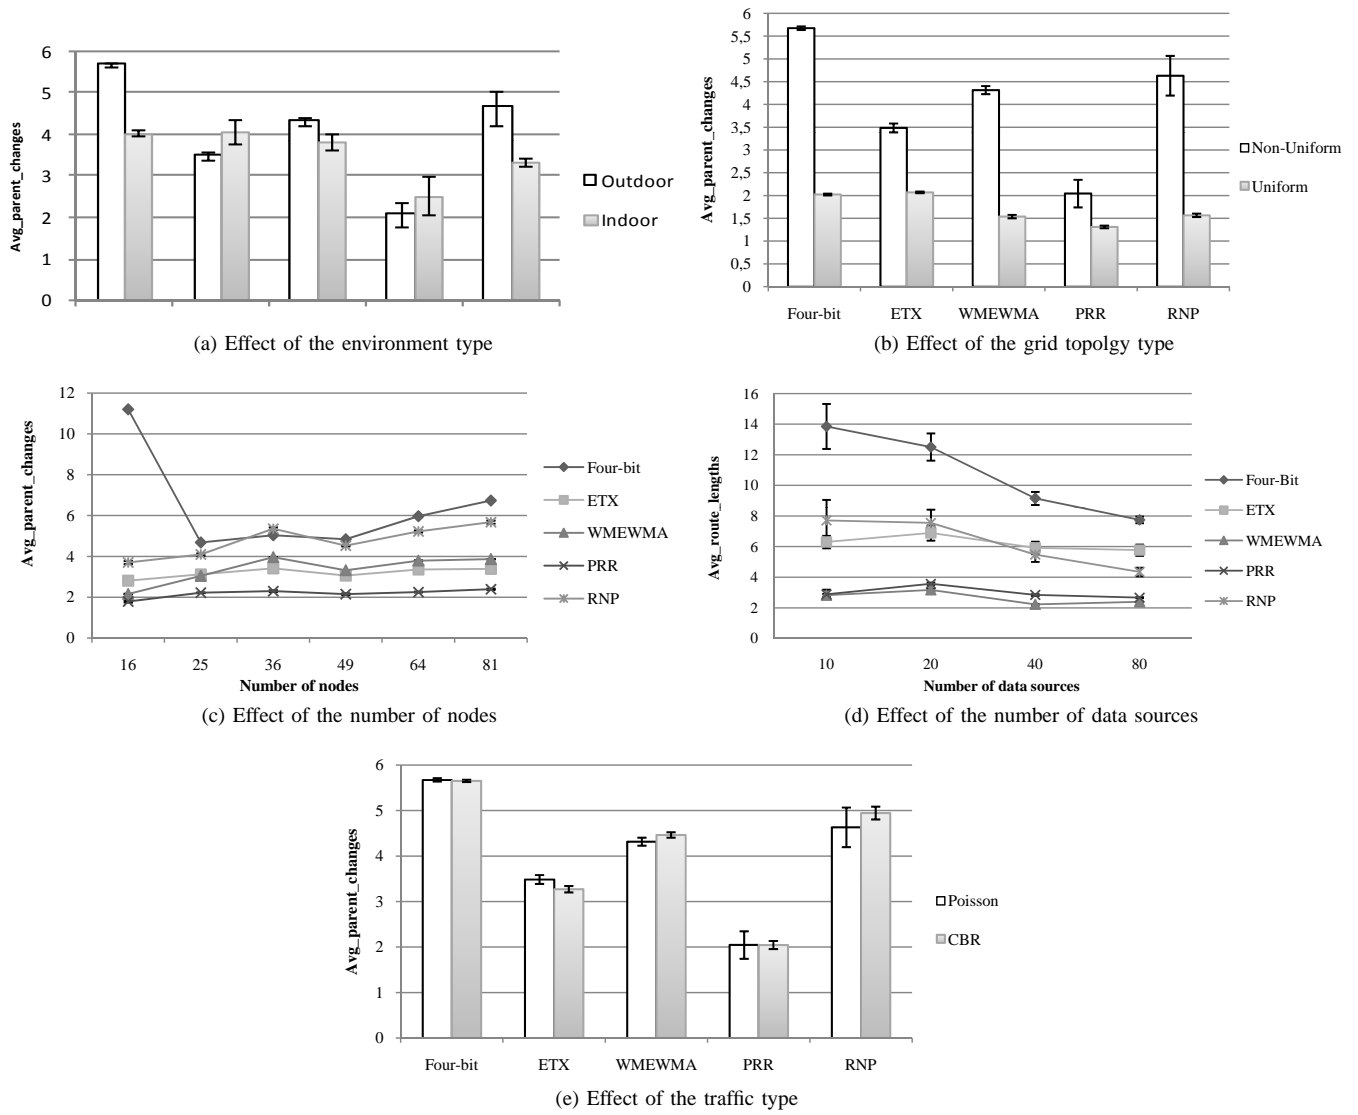 6
5
4
3
2
1
0
Avg_parent_changes
Outdoor
Indoor
(a) Effect of the environment type
6
5,5
5
4,5
4
3,5
3
2,5
2
1,5
1
0,5
0
Avg_parent_changes
Non-Uniform
Uniform
Four-bit ETX WMEWMA PRR RNP
(b) Effect of the grid topolgy type
12
10
8
6
4
2
0
Avg_parent_changes
16 25 36 49 64 81
Number of nodes
Four-bit
ETX
WMEWMA
PRR
RNP
(c) Effect of the number of nodes
16
14
12
10
8
6
4
2
0
Avg_route_lengths
10 20 40 80
Number of data sources
Four-Bit
ETX
WMEWMA
PRR
RNP
(d) Effect of the number of data sources
6
5
4
3
2
1
0
Avg_parent_changes
Poisson
CBR
Four-bit ETX WMEWMA PRR RNP
(e) Effect of the traffic type